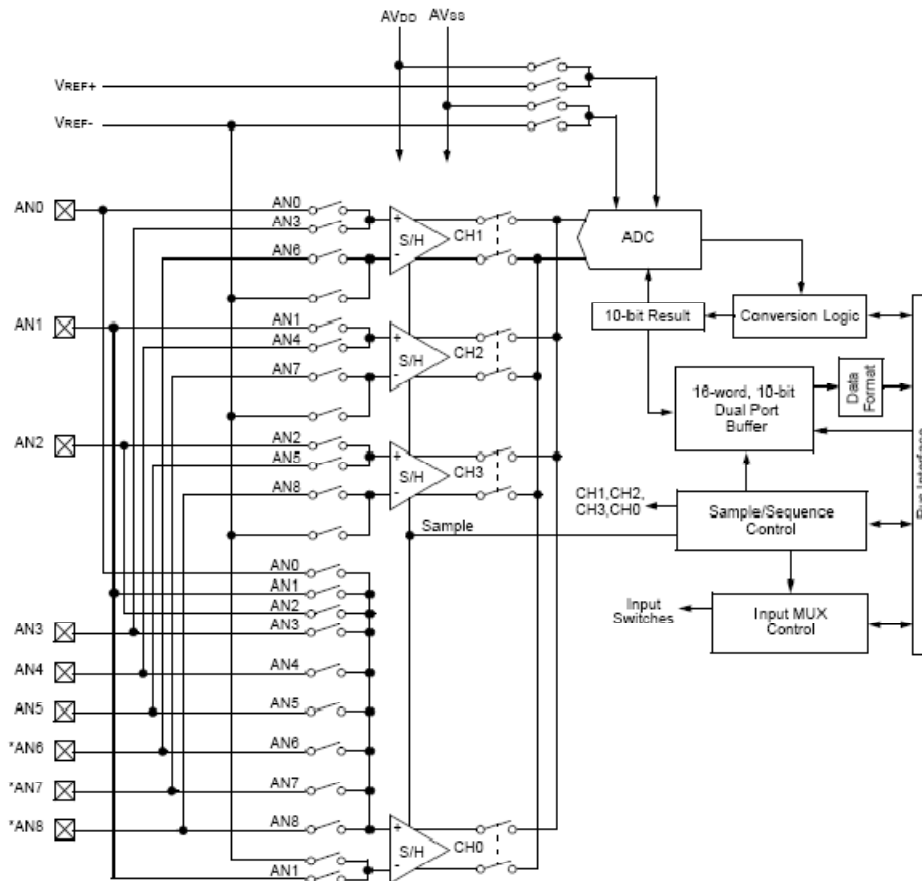 AVDD AVSS
VREF+
VREF-
AN0
AN0
AN3
AN6
+
S/H
-
CH1
ADC
AN1
AN1
AN4
AN7
+
S/H
-
CH2
10-bit Result
Conversion Logic
16-word, 10-bit
Dual Port
Buffer
Data
Format
AN2
AN2
AN5
AN8
+
S/H
-
CH3
CH1,CH2,
CH3,CH0
Sample/Sequence
Control
Sample
AN0
AN1
AN2
AN3
AN3
Input
Switches
Input MUX
Control
AN4
AN4
AN5
AN5
*AN6
AN6
*AN7
AN7
*AN8
AN8
+
S/H
-
CH0
AN1